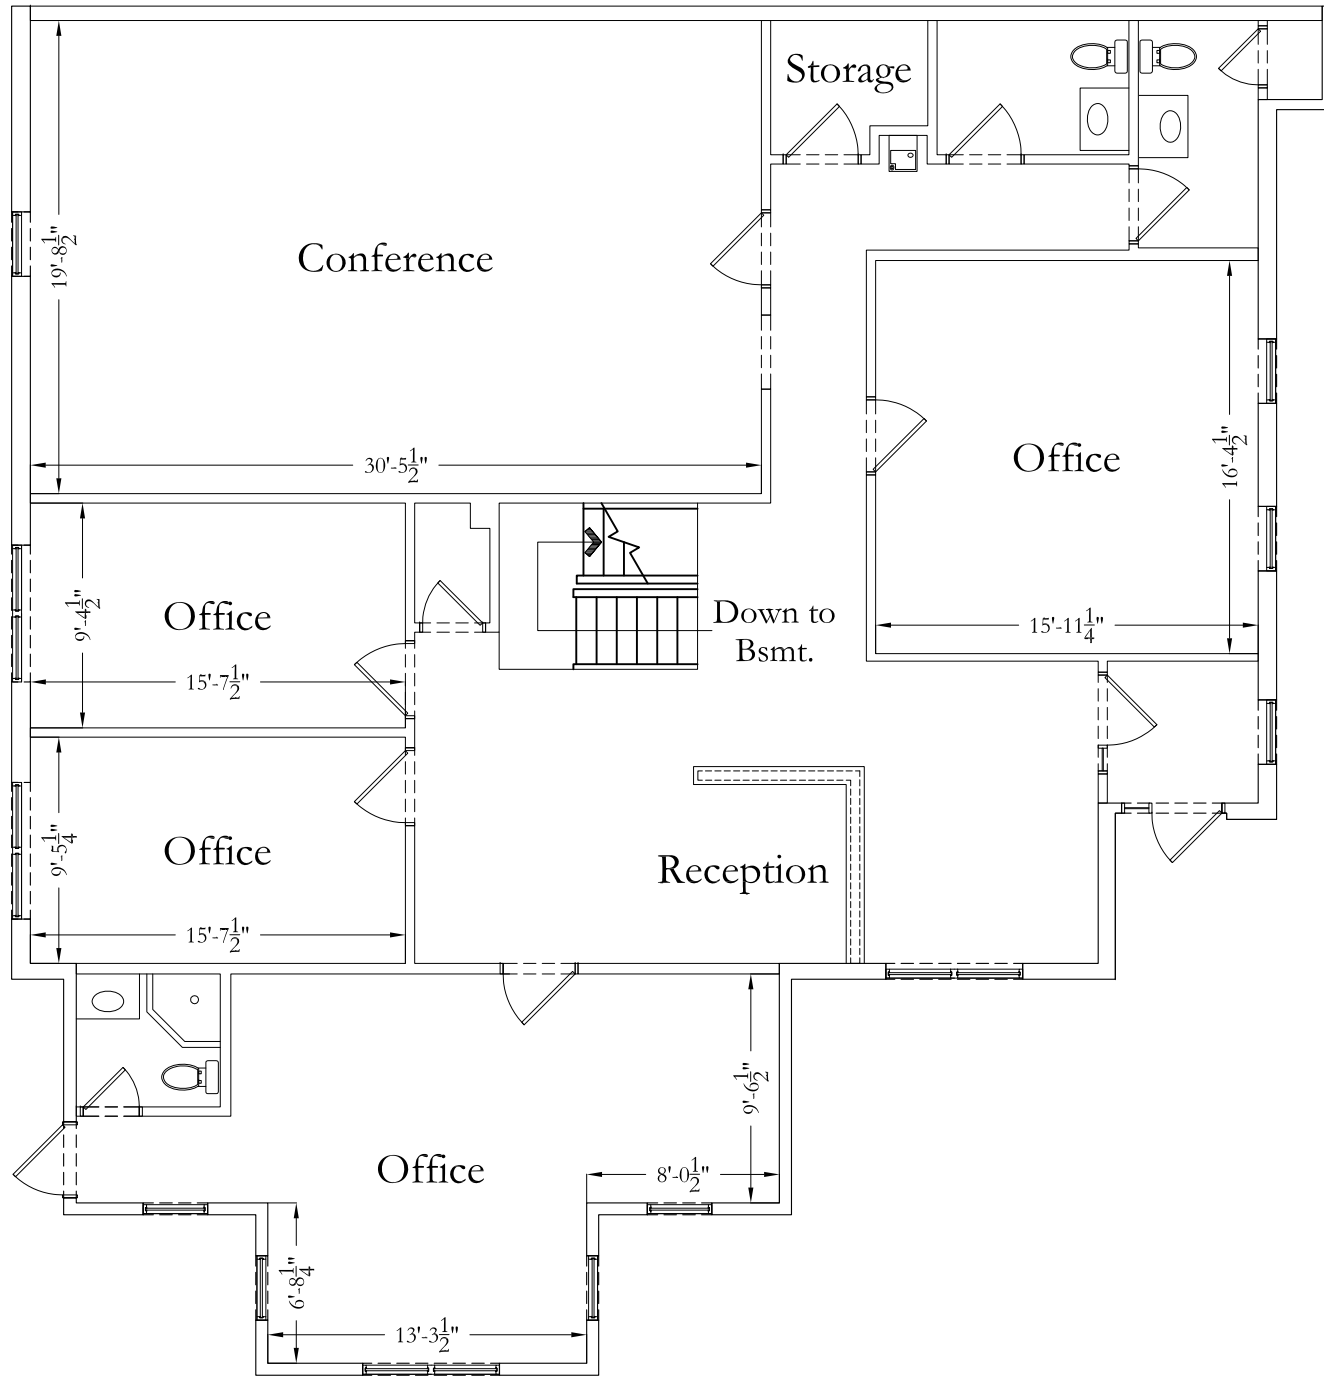 Storage
19'-8 1/2"
Conference
30'-5 1/2"
Office
16'-4 1/2"
15'-11 1/4"
9'-4 1/2"
Office
15'-7 1/2"
Down to
Bsmt.
9'-5 1/4"
Office
15'-7 1/2"
Reception
9'-6 1/2"
Office
8'-0 1/2"
6'-8 1/4"
13'-3 1/2"